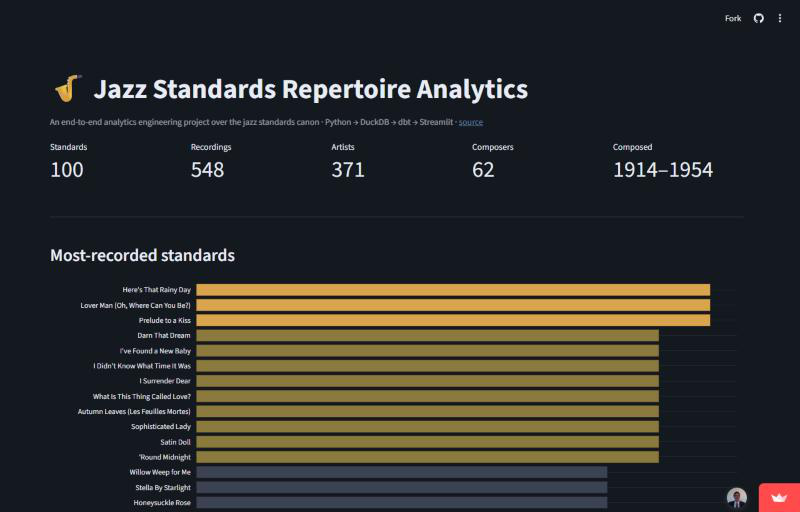 Fork
Jazz Standards Repertoire Analytics
An end-to-end analytics engineering project over the jazz standards canon · Python → DuckDB → dbt → Streamlit · source
Standards
100
Recordings
548
Artists
371
Composers
62
Composed
1914–1954
Most-recorded standards
Here's That Rainy Day
Lover Man (Oh, Where Can You Be?)
Prelude to a Kiss
Darn That Dream
I've Found a New Baby
I Didn't Know What Time It Was
I Surrender Dear
What Is This Thing Called Love?
Autumn Leaves (Les Feuilles Mortes)
Sophisticated Lady
Satin Doll
'Round Midnight
Willow Weep for Me
Stella By Starlight
Honeysuckle Rose